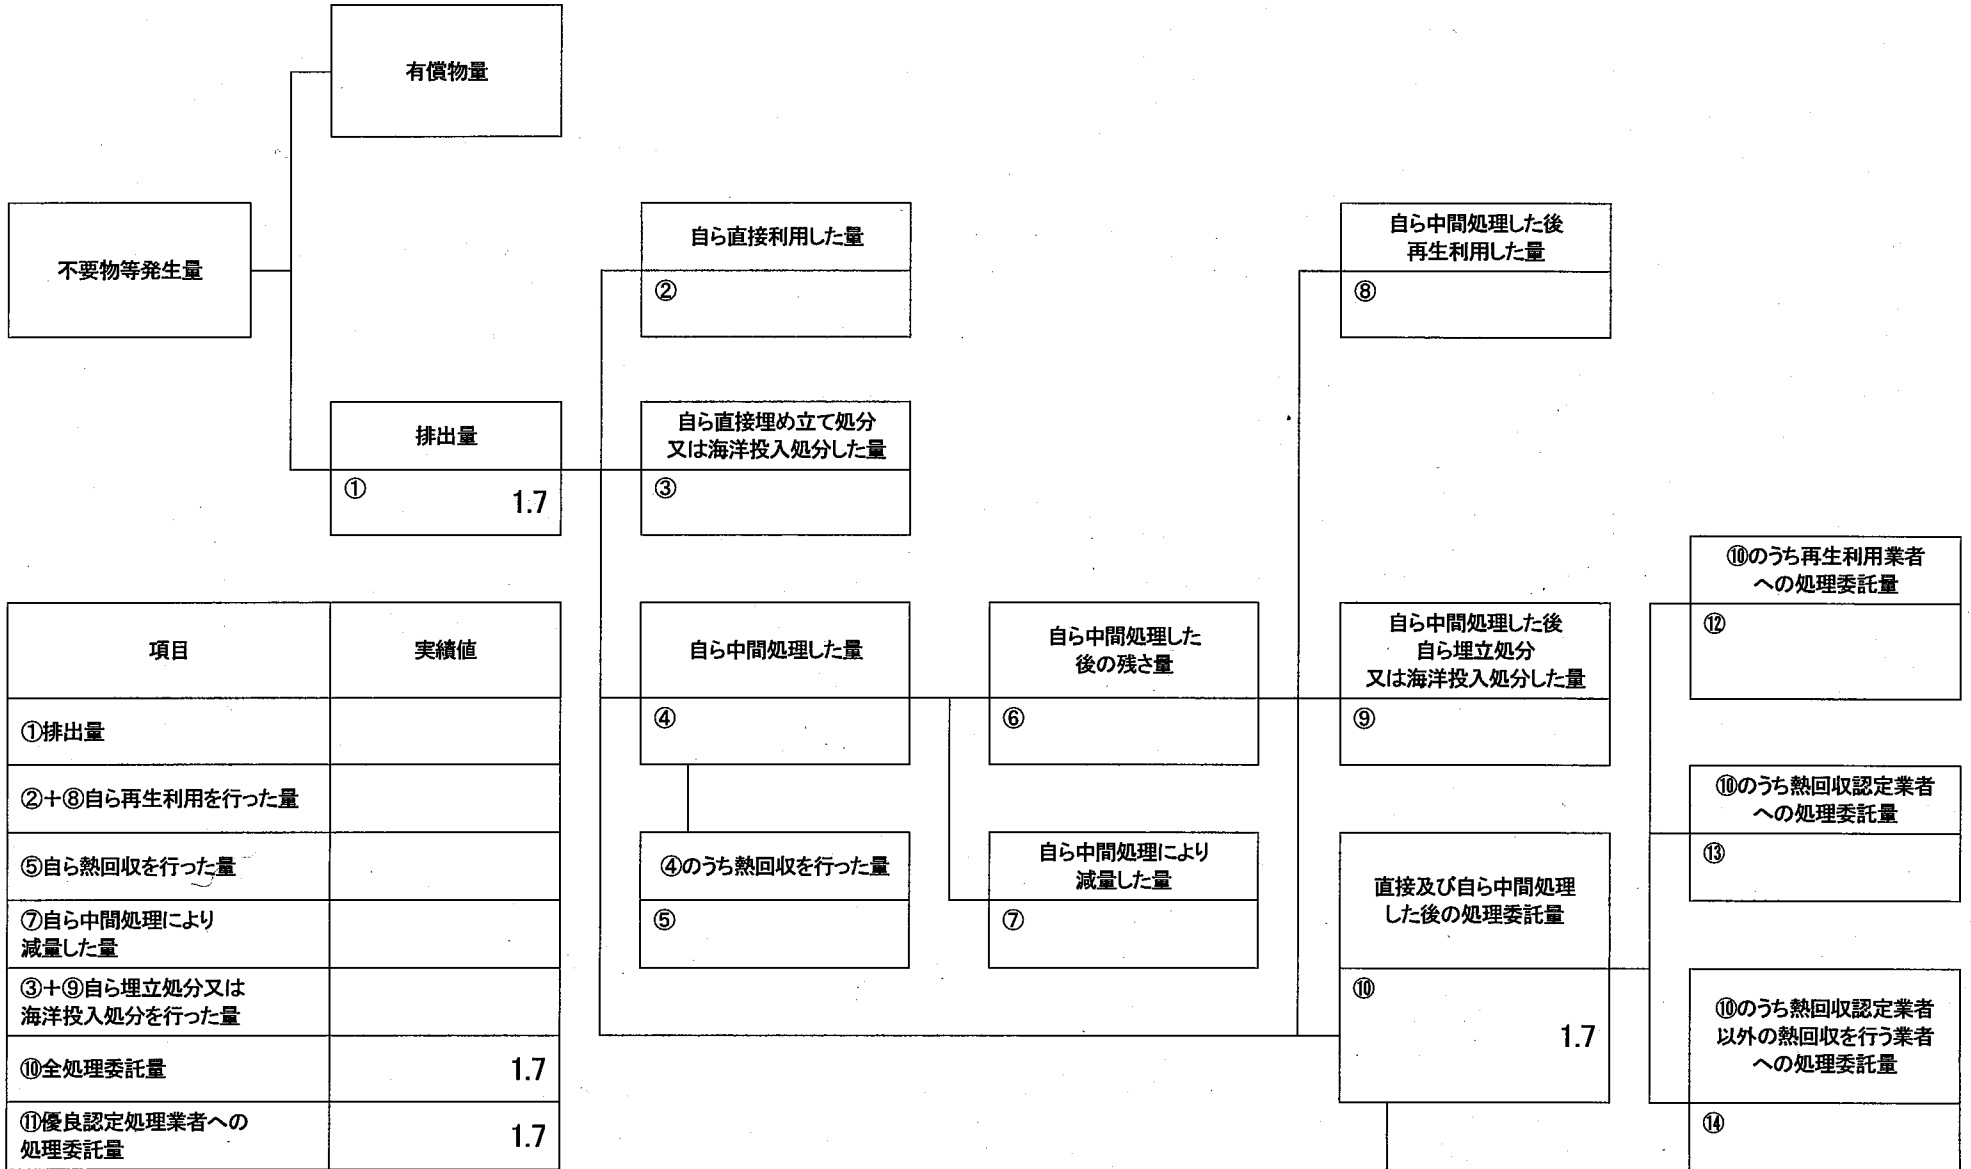 有償物量
不要物等発生量
自ら直接利用した量
②
自ら中間処理した後
再生利用した量
⑧
排出量
① 1.7
自ら直接埋め立て処分
又は海洋投入処分した量
③
自ら中間処理した量
④
自ら中間処理した
後の残さ量
⑥
自ら中間処理した後
自ら埋立処分
又は海洋投入処分した量
⑨
⑩のうち再生利用業者
への処理委託量
⑫
④のうち熱回収を行った量
⑤
自ら中間処理により
減量した量
⑦
直接及び自ら中間処理
した後の処理委託量
⑩
1.7
⑩のうち熱回収認定業者
への処理委託量
⑬
⑩のうち熱回収認定業者
以外の熱回収を行う業者
への処理委託量
⑭
項目 実績値
①排出量
②＋⑧自ら再生利用を行った量
⑤自ら熱回収を行った量
⑦自ら中間処理により
減量した量
③＋⑨自ら埋立処分又は
海洋投入処分を行った量
⑩全処理委託量 1.7
⑪優良認定処理業者への
処理委託量 1.7